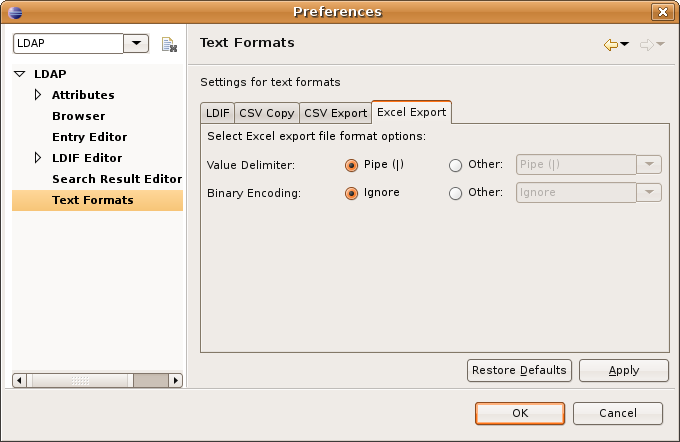 Preferences
LDAP
Text Formats
LDAP
Attributes
Browser
Entry Editor
LDIF Editor
Search Result Editor
Text Formats
Settings for text formats
LDIF CSV Copy CSV Export Excel Export
Select Excel export file format options:
Value Delimiter: Pipe (|) Other: Pipe (|)
Binary Encoding: Ignore Other: Ignore
Restore Defaults Apply
OK Cancel